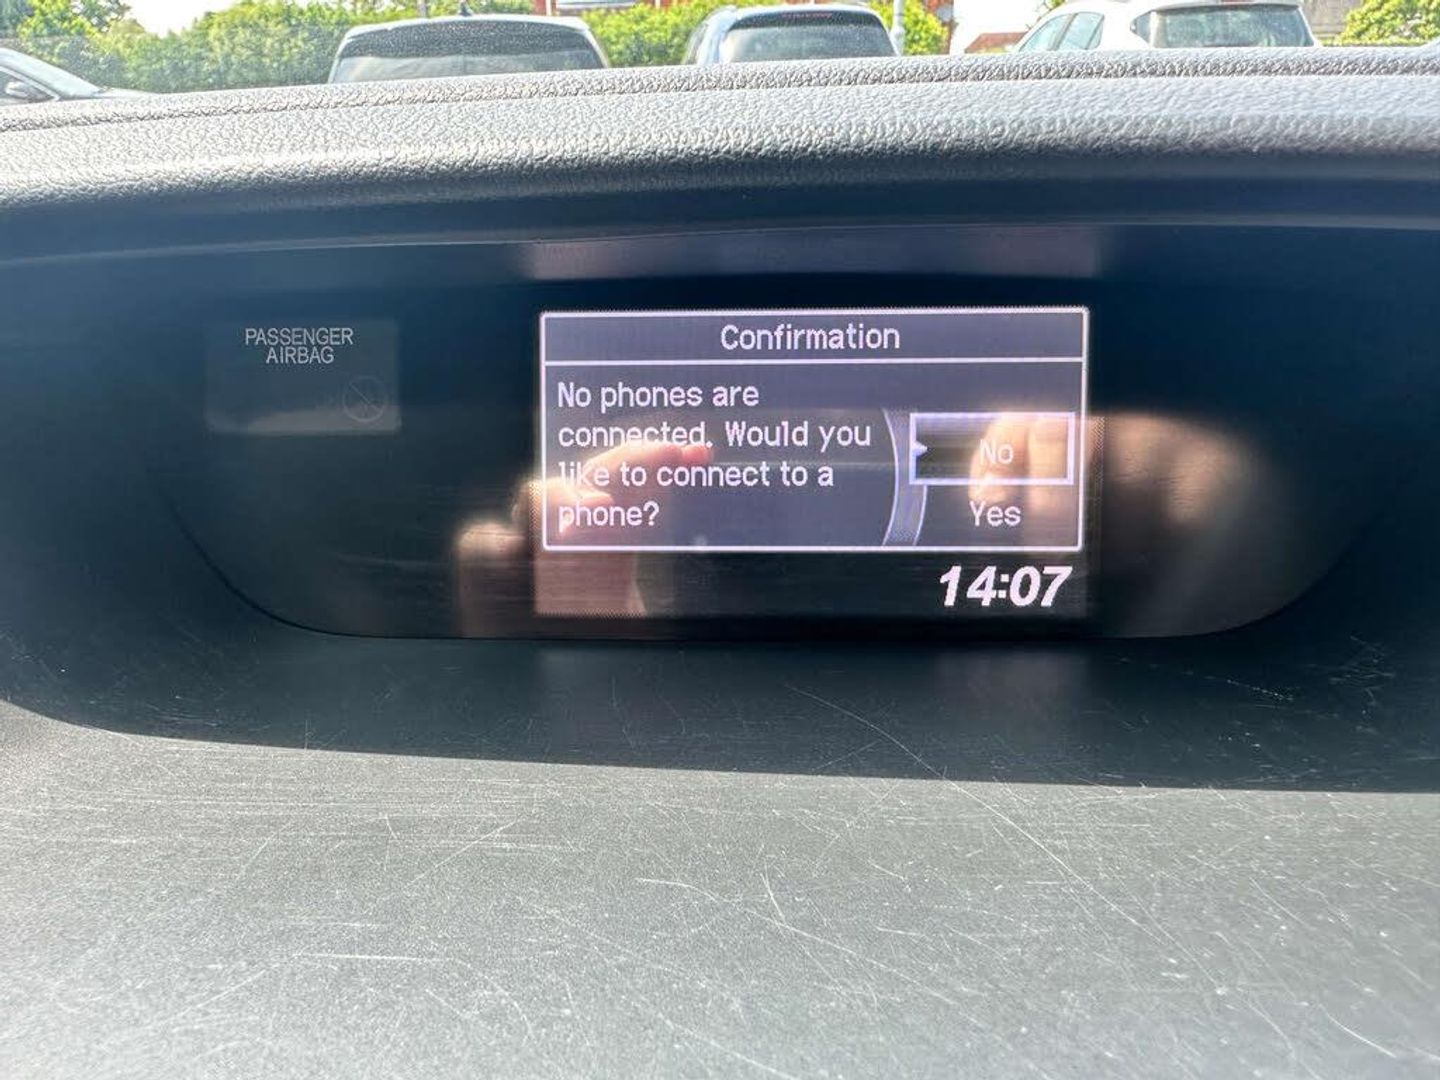 PASSENGER
AIRBAG
Confirmation
No phones are
connected. Would you
like to connect to a
phone?
No
Yes
14:07